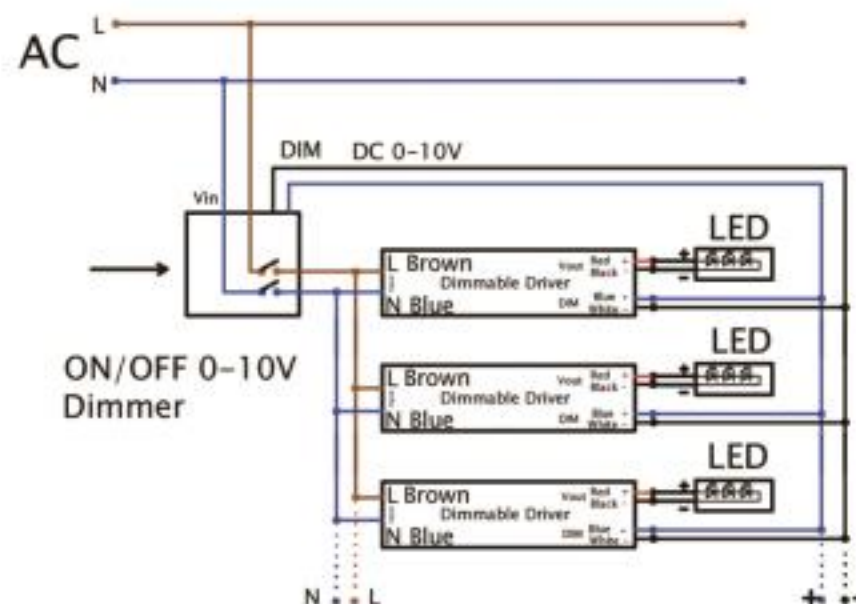 L
AC
N
DIM DC 0-10V
Vin
LED
L Brown Vout Red + + 
Dimmable Driver Black - -
N Blue DIM Blue +
White -
ON/OFF 0-10V
Dimmer
LED
L Brown Vout Red + +
Dimmable Driver Black - -
N Blue DIM Blue +
White -
LED
L Brown Vout Red + +
Dimmable Driver Black - -
N Blue DIM Blue +
White -
N L + -